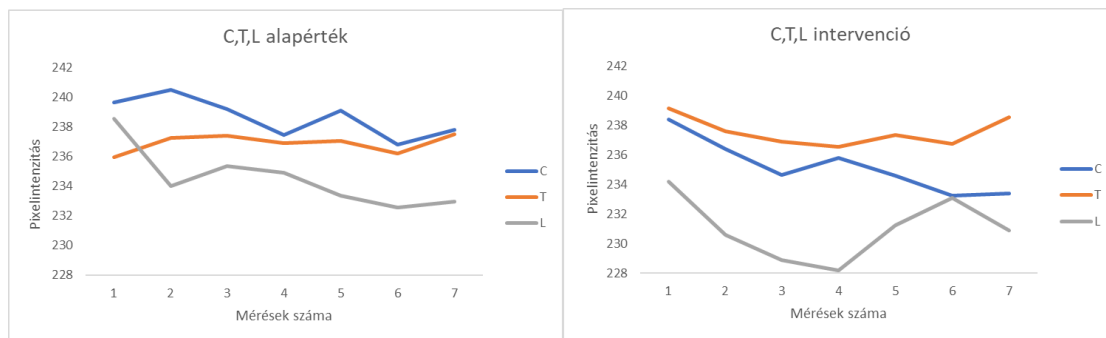 C,T,L alapérték
Pixelintenzitás
242
240
238
236
234
232
230
228
1 2 3 4 5 6 7
Mérések száma
C
T
L
C,T,L intervenció
Pixelintenzitás
242
240
238
236
234
232
230
228
1 2 3 4 5 6 7
Mérések száma
C
T
L